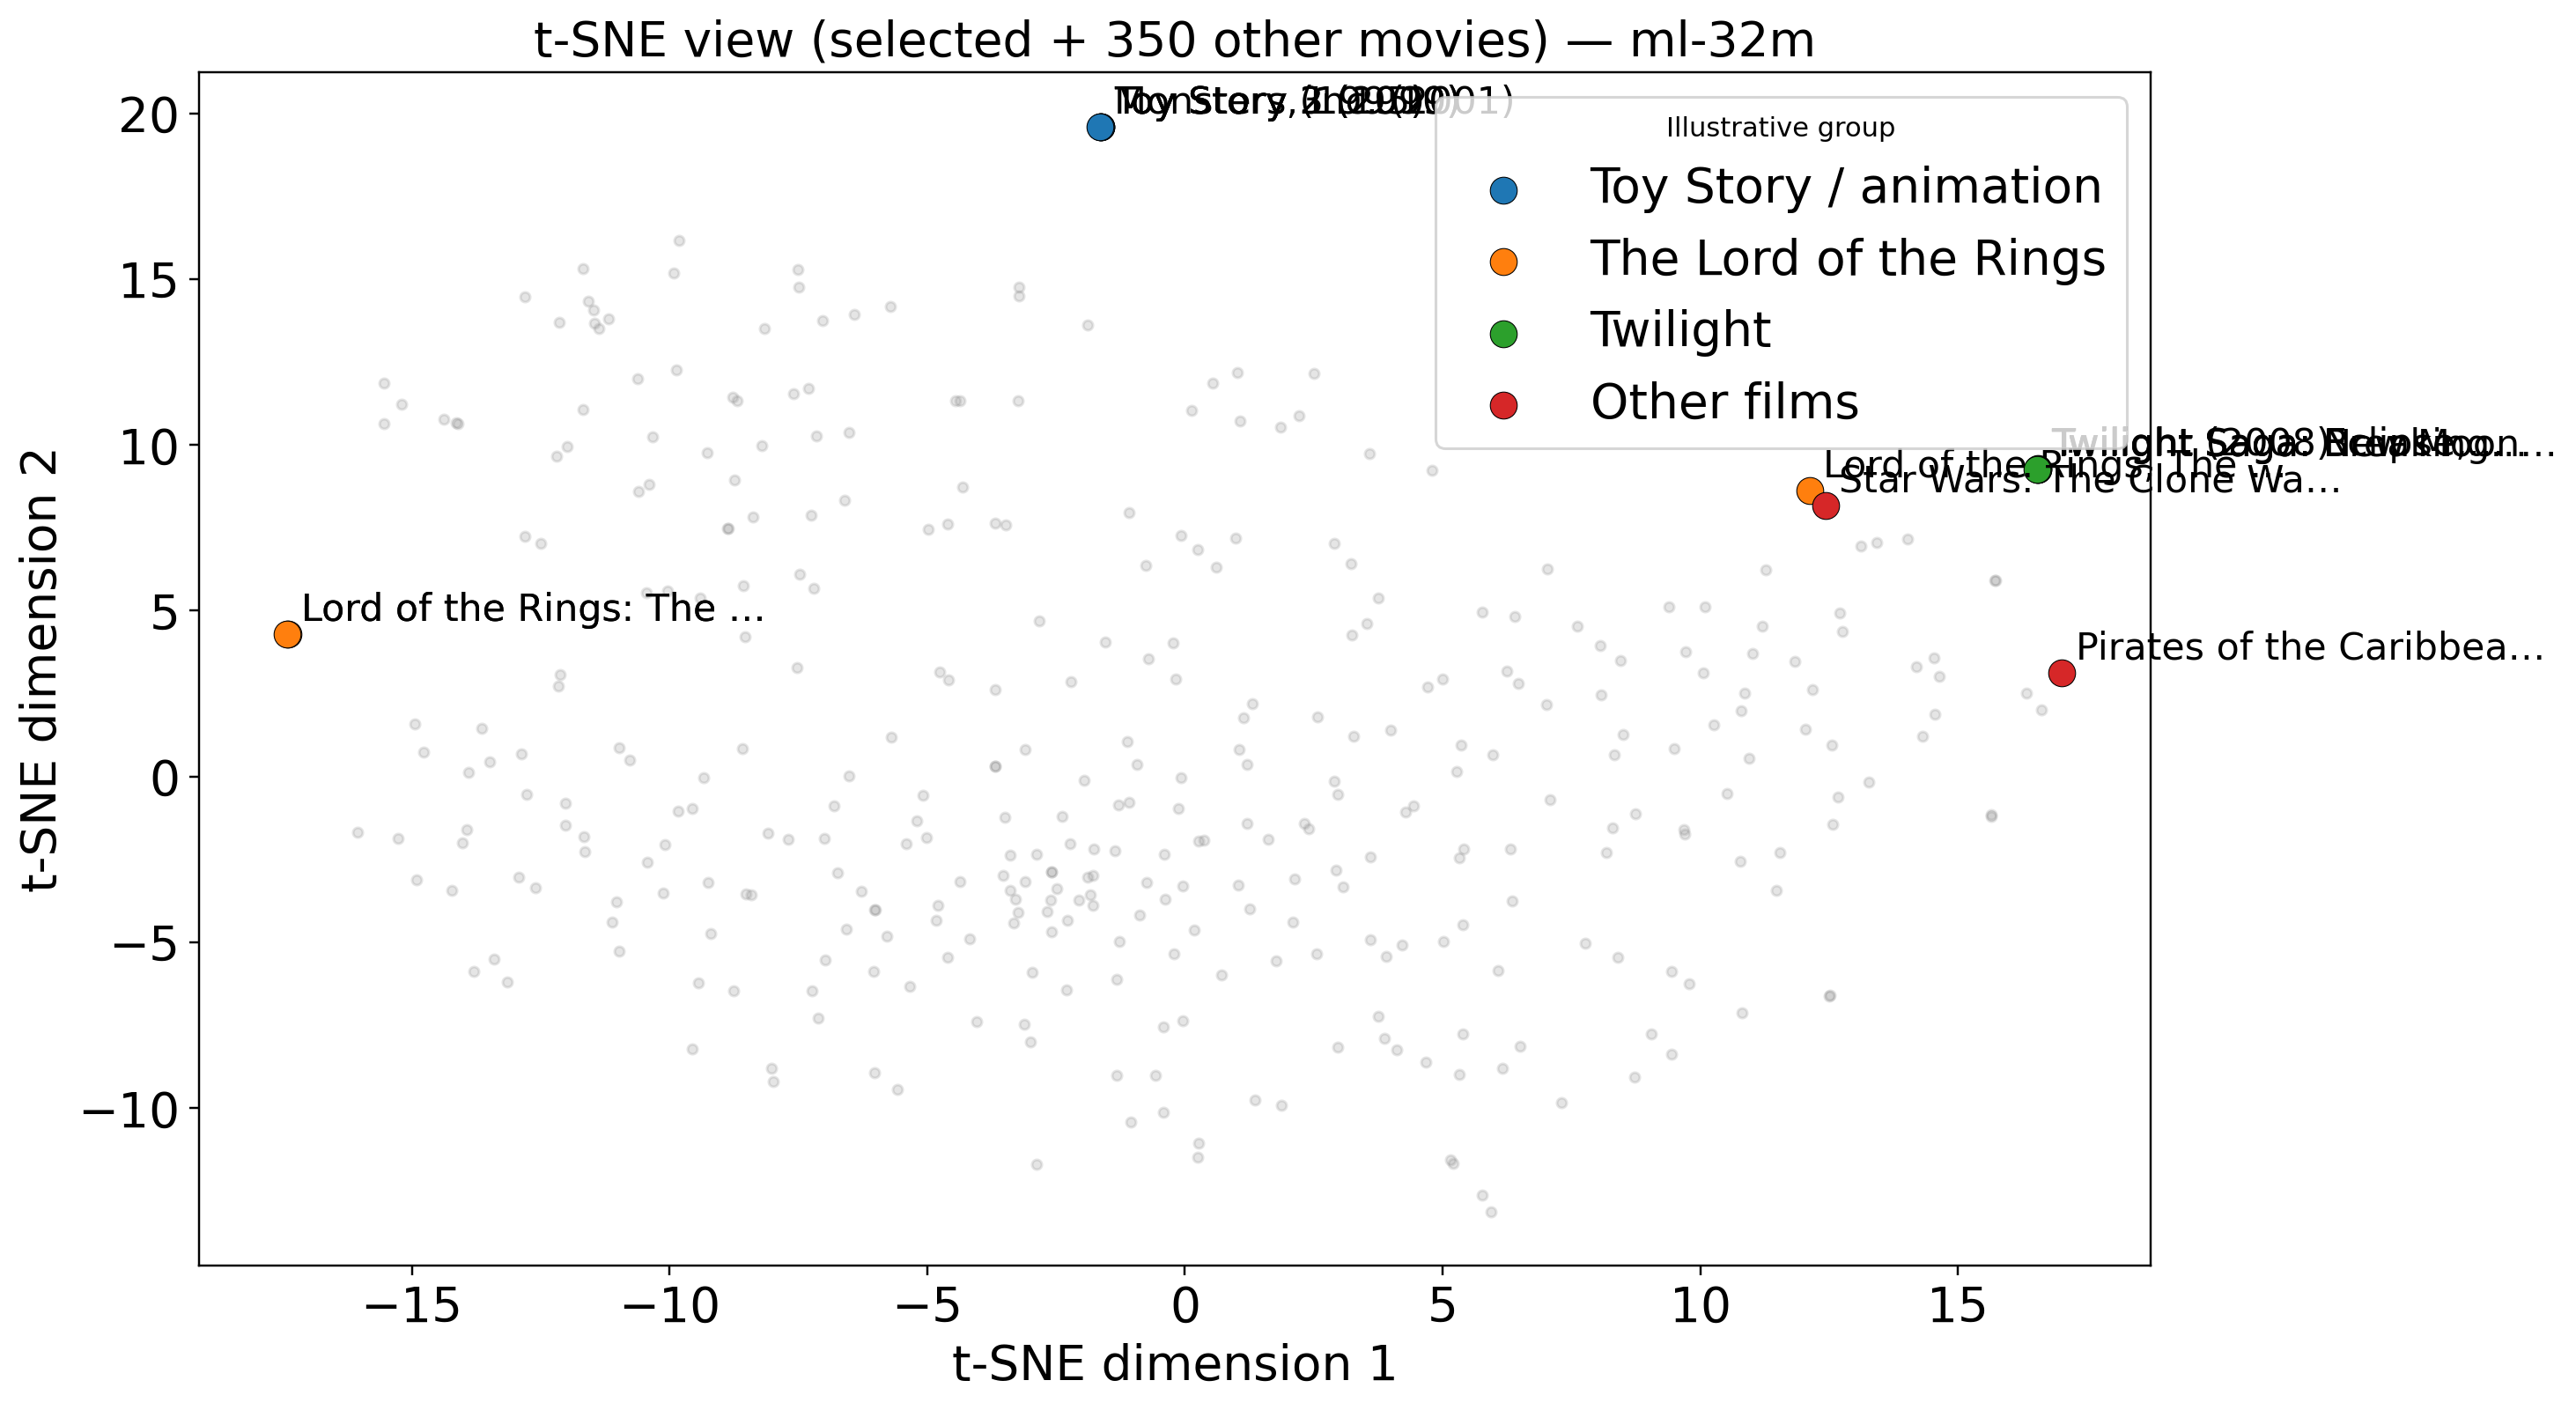 t-SNE view (selected + 350 other movies) — ml-32m
20
15
10
5
0
−5
−10
t-SNE dimension 2
Illustrative group
Toy Story / animation
The Lord of the Rings
Twilight
Other films
Lord of the Rings, The …
Star Wars: The Clone Wa…
Lord of the Rings: The …
Pirates of the Caribbea…
−15
−10
−5
0
5
10
15
t-SNE dimension 1